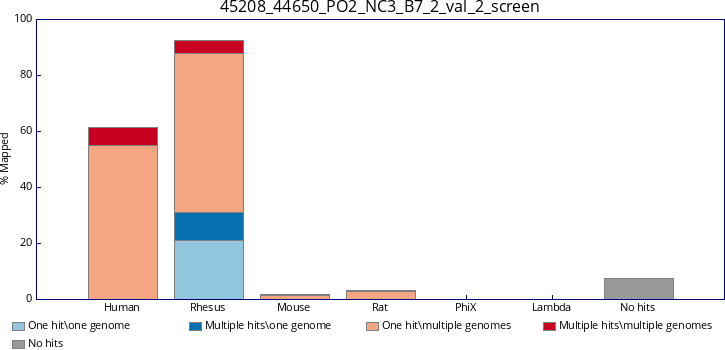 45208_44650_PO2_NC3_B7_2_val_2_screen
100
80
60
40
20
0
% Mapped
Human Rhesus Mouse Rat PhiX Lambda No hits
One hit\one genome Multiple hits\one genome One hit\multiple genomes Multiple hits\multiple genomes
No hits